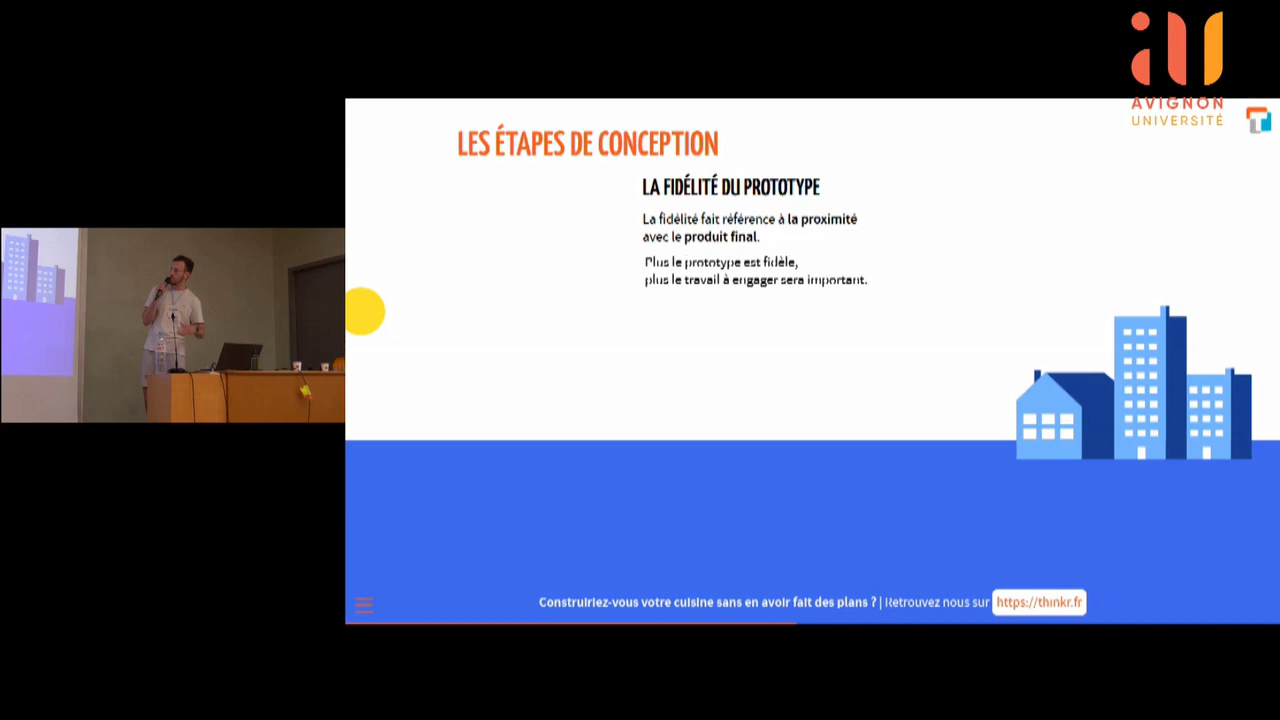 AVIGNON
UNIVERSITÉ
LES ÉTAPES DE CONCEPTION
LA FIDÉLITÉ DU PROTOTYPE
La fidélité fait référence à la proximité
avec le produit final.
Plus le prototype est fidèle,
plus le travail à engager sera important.
Construiriez-vous votre cuisine sans en avoir fait des plans ? | Retrouvez nous sur https://thinkr.fr